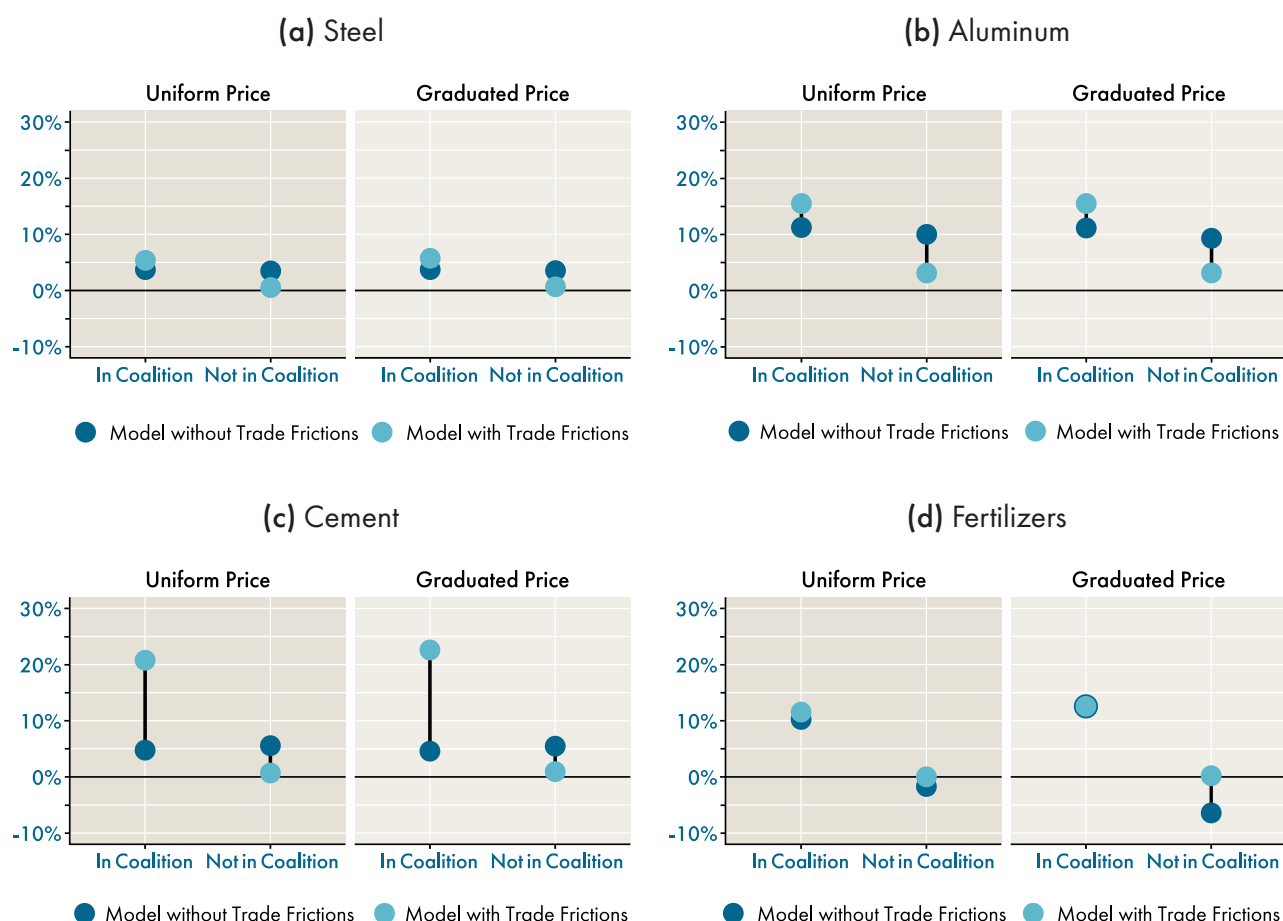 (a) Steel
Uniform Price Graduated Price
30%
20%
10%
0%
-10%
In Coalition Not in Coalition In Coalition Not in Coalition
Model without Trade Frictions Model with Trade Frictions
(b) Aluminum
Uniform Price Graduated Price
30%
20%
10%
0%
-10%
In Coalition Not in Coalition In Coalition Not in Coalition
Model without Trade Frictions Model with Trade Frictions
(c) Cement
Uniform Price Graduated Price
30%
20%
10%
0%
-10%
In Coalition Not in Coalition In Coalition Not in Coalition
Model without Trade Frictions Model with Trade Frictions
(d) Fertilizers
Uniform Price Graduated Price
30%
20%
10%
0%
-10%
In Coalition Not in Coalition In Coalition Not in Coalition
Model without Trade Frictions Model with Trade Frictions